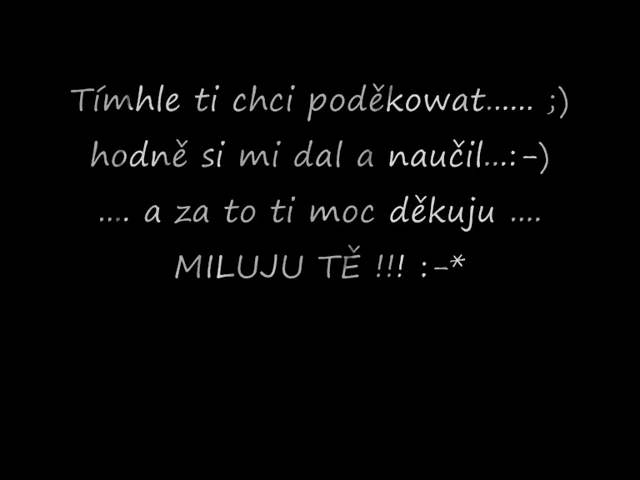 Tímhle ti chci poděkowat...... ;)
hodně si mi dal a naučil...:-)
.... a za to ti moc děkuju ....
MILUJU TĚ !!! :-*